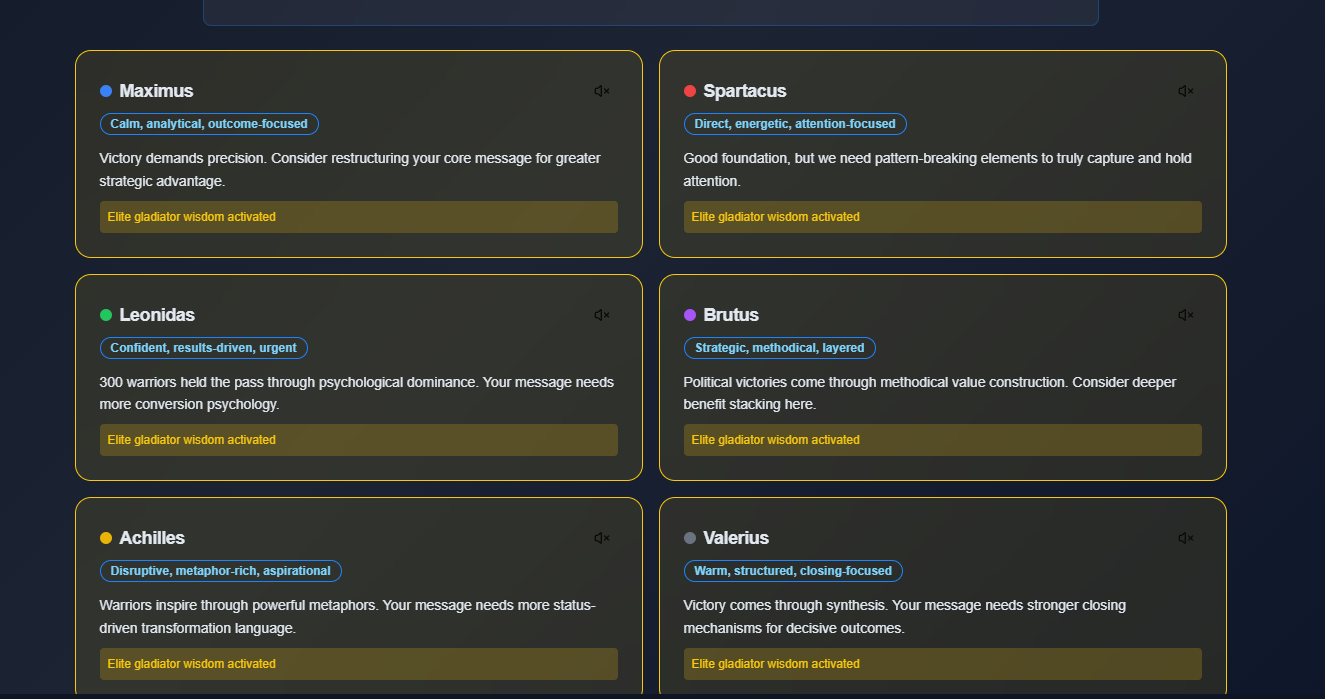 Maximus
Calm, analytical, outcome-focused
Victory demands precision. Consider restructuring your core message for greater
strategic advantage.
Elite gladiator wisdom activated
Spartacus
Direct, energetic, attention-focused
Good foundation, but we need pattern-breaking elements to truly capture and hold
attention.
Elite gladiator wisdom activated
Leonidas
Confident, results-driven, urgent
300 warriors held the pass through psychological dominance. Your message needs
more conversion psychology.
Elite gladiator wisdom activated
Brutus
Strategic, methodical, layered
Political victories come through methodical value construction. Consider deeper
benefit stacking here.
Elite gladiator wisdom activated
Achilles
Disruptive, metaphor-rich, aspirational
Warriors inspire through powerful metaphors. Your message needs more status-
driven transformation language.
Elite gladiator wisdom activated
Valerius
Warm, structured, closing-focused
Victory comes through synthesis. Your message needs stronger closing
mechanisms for decisive outcomes.
Elite gladiator wisdom activated